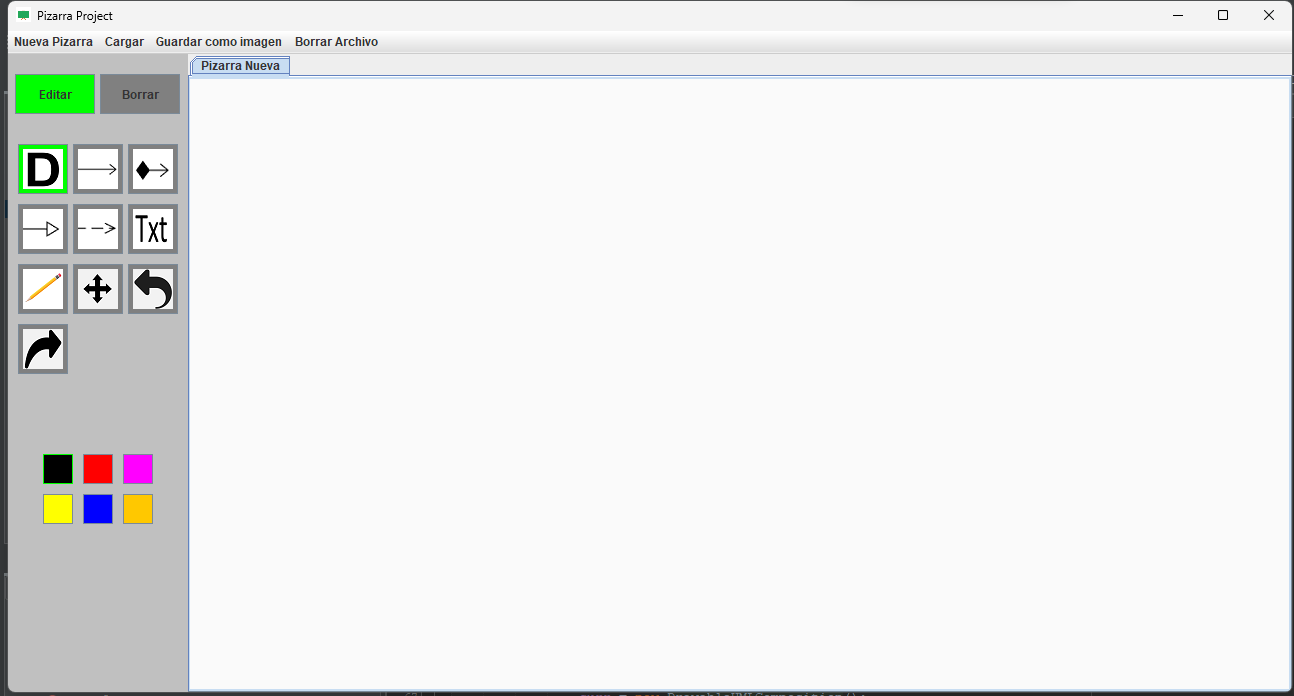 Pizarra Project
Nueva Pizarra Cargar Guardar como imagen Borrar Archivo
Pizarra Nueva
Editar Borrar
D
Txt